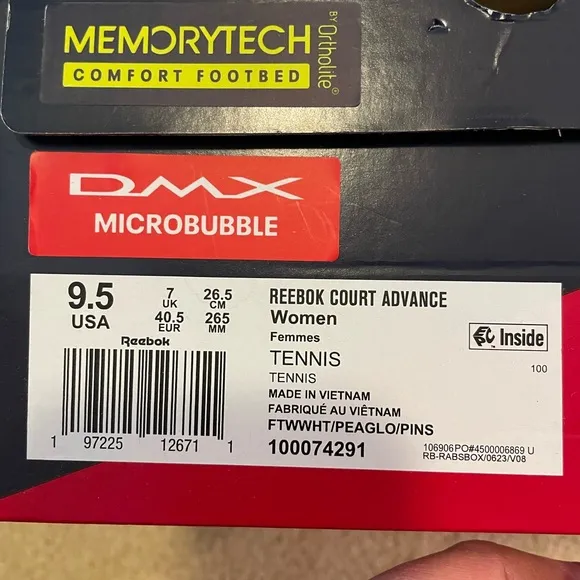 MEMORYTECH
BY Ortholite®
COMFORT FOOTBED
DMX
MICROBUBBLE
9.5
USA
7
UK
40.5
EUR
26.5
CM
265
MM
Reebok
1 97225 12671 1
REEBOK COURT ADVANCE
Women
Femmes
TENNIS
TENNIS
MADE IN VIETNAM
FABRIQUÉ AU VIÊTNAM
FTWWHT/PEAGLO/PINS
100074291
Inside
TM
100
106906PO#4500006869 U
RB-RABSBOX/0623/V08